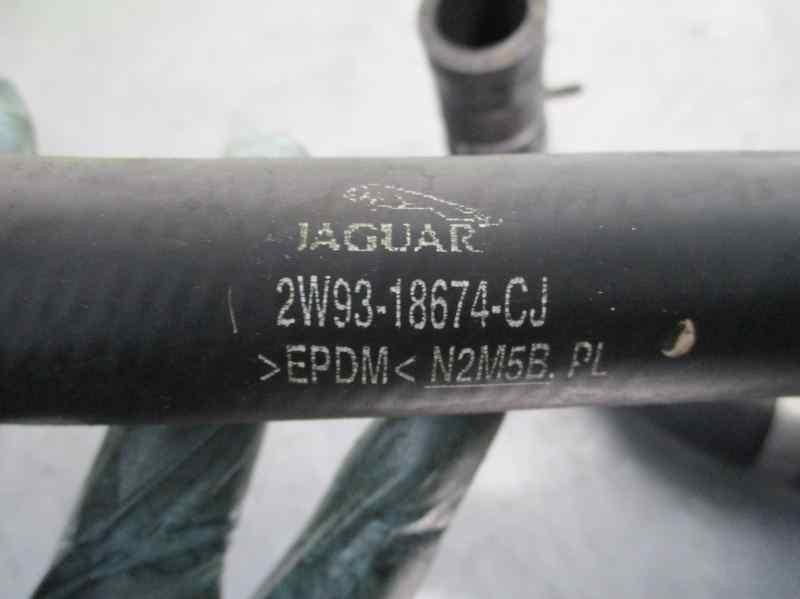 JAGUAR
2W93-18674-CJ
>EPDM< N2M5B. PL